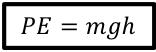 PE = mgh